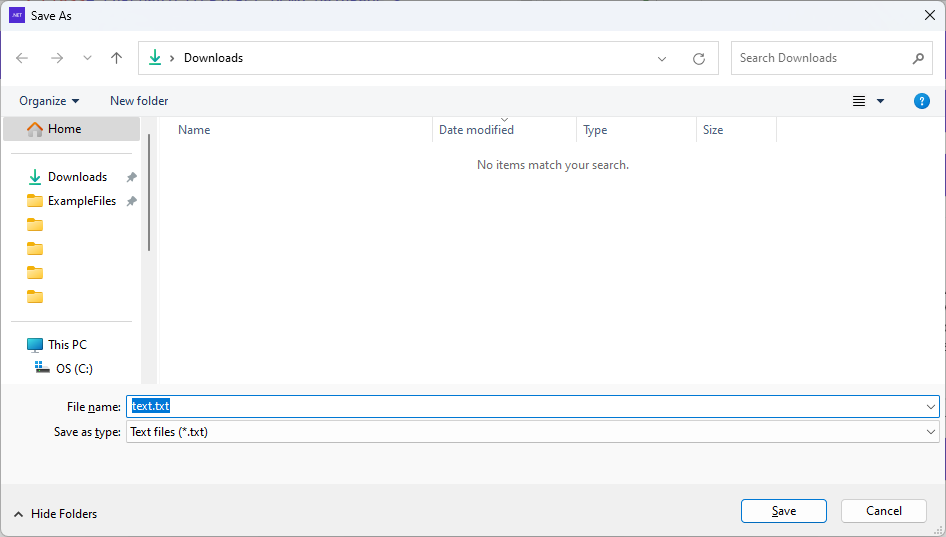 .NET Save As
Downloads
Search Downloads
Organize New folder
?
Home
Name Date modified Type Size
No items match your search.
Downloads
ExampleFiles
This PC
OS (C:)
File name: text.txt
Save as type: Text files (*.txt)
Hide Folders
Save Cancel